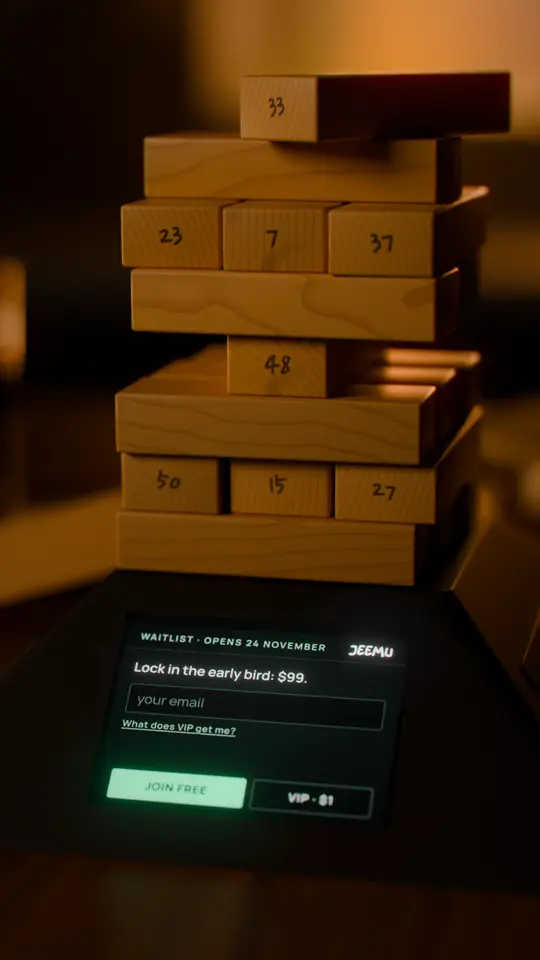 33
23 7 37
48
50 15 27
WAITLIST · OPENS 24 NOVEMBER JEEMU
Lock in the early bird: $99.
your email
What does VIP get me?
JOIN FREE VIP · $1